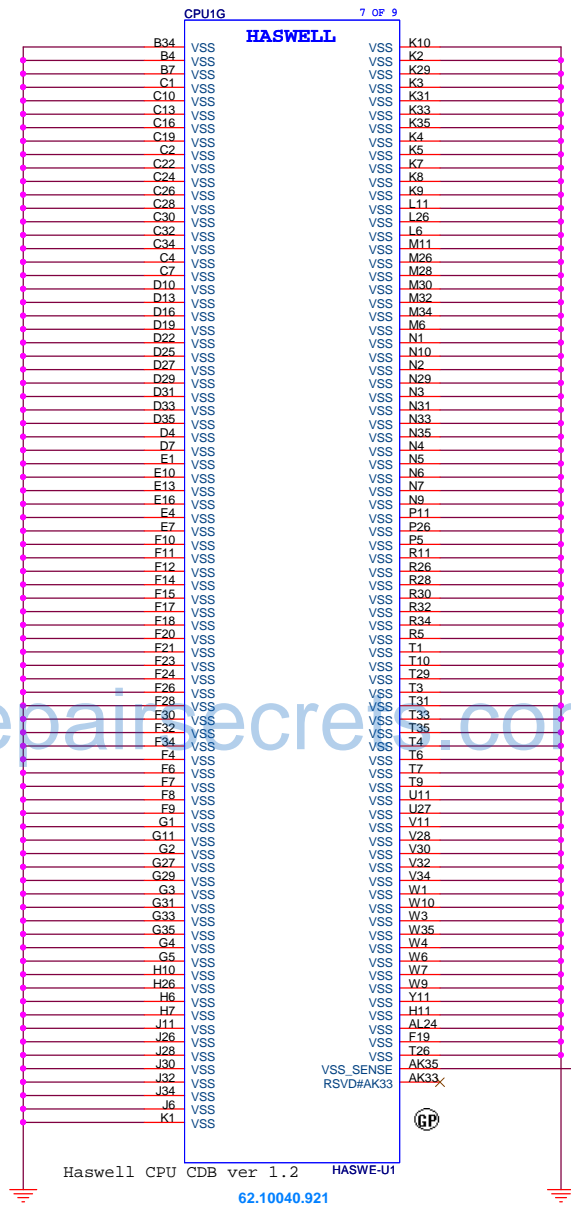 CPU1G 7 OF 9
HASWELL
B34 VSS VSS K10
B4 VSS VSS K2
B7 VSS VSS K29
C1 VSS VSS K3
C10 VSS VSS K31
C13 VSS VSS K33
C16 VSS VSS K35
C19 VSS VSS K4
C2 VSS VSS K5
C22 VSS VSS K7
C24 VSS VSS K8
C26 VSS VSS K9
C28 VSS VSS L11
C30 VSS VSS L26
C32 VSS VSS L6
C34 VSS VSS M11
C4 VSS VSS M26
C7 VSS VSS M28
D10 VSS VSS M30
D13 VSS VSS M32
D16 VSS VSS M34
D19 VSS VSS M6
D22 VSS VSS N1
D25 VSS VSS N10
D27 VSS VSS N2
D29 VSS VSS N29
D31 VSS VSS N3
D33 VSS VSS N31
D35 VSS VSS N33
D4 VSS VSS N35
D7 VSS VSS N4
E1 VSS VSS N5
E10 VSS VSS N6
E13 VSS VSS N7
E16 VSS VSS N9
E4 VSS VSS P11
E7 VSS VSS P26
F10 VSS VSS P5
F11 VSS VSS R11
F12 VSS VSS R26
F14 VSS VSS R28
F15 VSS VSS R30
F17 VSS VSS R32
F18 VSS VSS R34
F20 VSS VSS R5
F21 VSS VSS T1
F23 VSS VSS T10
F24 VSS VSS T29
F26 VSS VSS T3
F28 VSS VSS T31
F30 VSS VSS T33
F32 VSS VSS T35
F34 VSS VSS T4
F4 VSS VSS T6
F6 VSS VSS T7
F7 VSS VSS T9
F8 VSS VSS U11
F9 VSS VSS U27
G1 VSS VSS V11
G11 VSS VSS V28
G2 VSS VSS V30
G27 VSS VSS V32
G29 VSS VSS V34
G3 VSS VSS W1
G31 VSS VSS W10
G33 VSS VSS W3
G35 VSS VSS W35
G4 VSS VSS W4
G5 VSS VSS W6
H10 VSS VSS W7
H26 VSS VSS W9
H6 VSS VSS Y11
H7 VSS VSS H11
J11 VSS VSS AL24
J26 VSS VSS F19
J28 VSS VSS T26
J30 VSS VSS_SENSE AK35
J32 VSS RSVD#AK33 AK33
J34 VSS
J6 VSS
K1 VSS
epairsecrets.com
GP
Haswell CPU CDB ver 1.2 HASWE-U1
62.10040.921